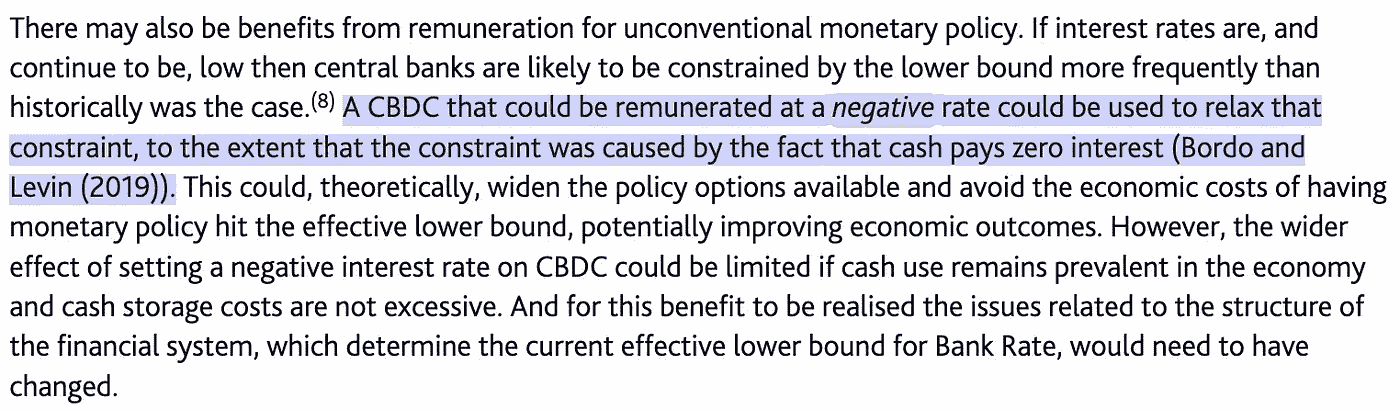 There may also be benefits from remuneration for unconventional monetary policy. If interest rates are, and
continue to be, low then central banks are likely to be constrained by the lower bound more frequently than
historically was the case.(8) A CBDC that could be remunerated at a negative rate could be used to relax that
constraint, to the extent that the constraint was caused by the fact that cash pays zero interest (Bordo and
Levin (2019)). This could, theoretically, widen the policy options available and avoid the economic costs of having
monetary policy hit the effective lower bound, potentially improving economic outcomes. However, the wider
effect of setting a negative interest rate on CBDC could be limited if cash use remains prevalent in the economy
and cash storage costs are not excessive. And for this benefit to be realised the issues related to the structure of
the financial system, which determine the current effective lower bound for Bank Rate, would need to have
changed.